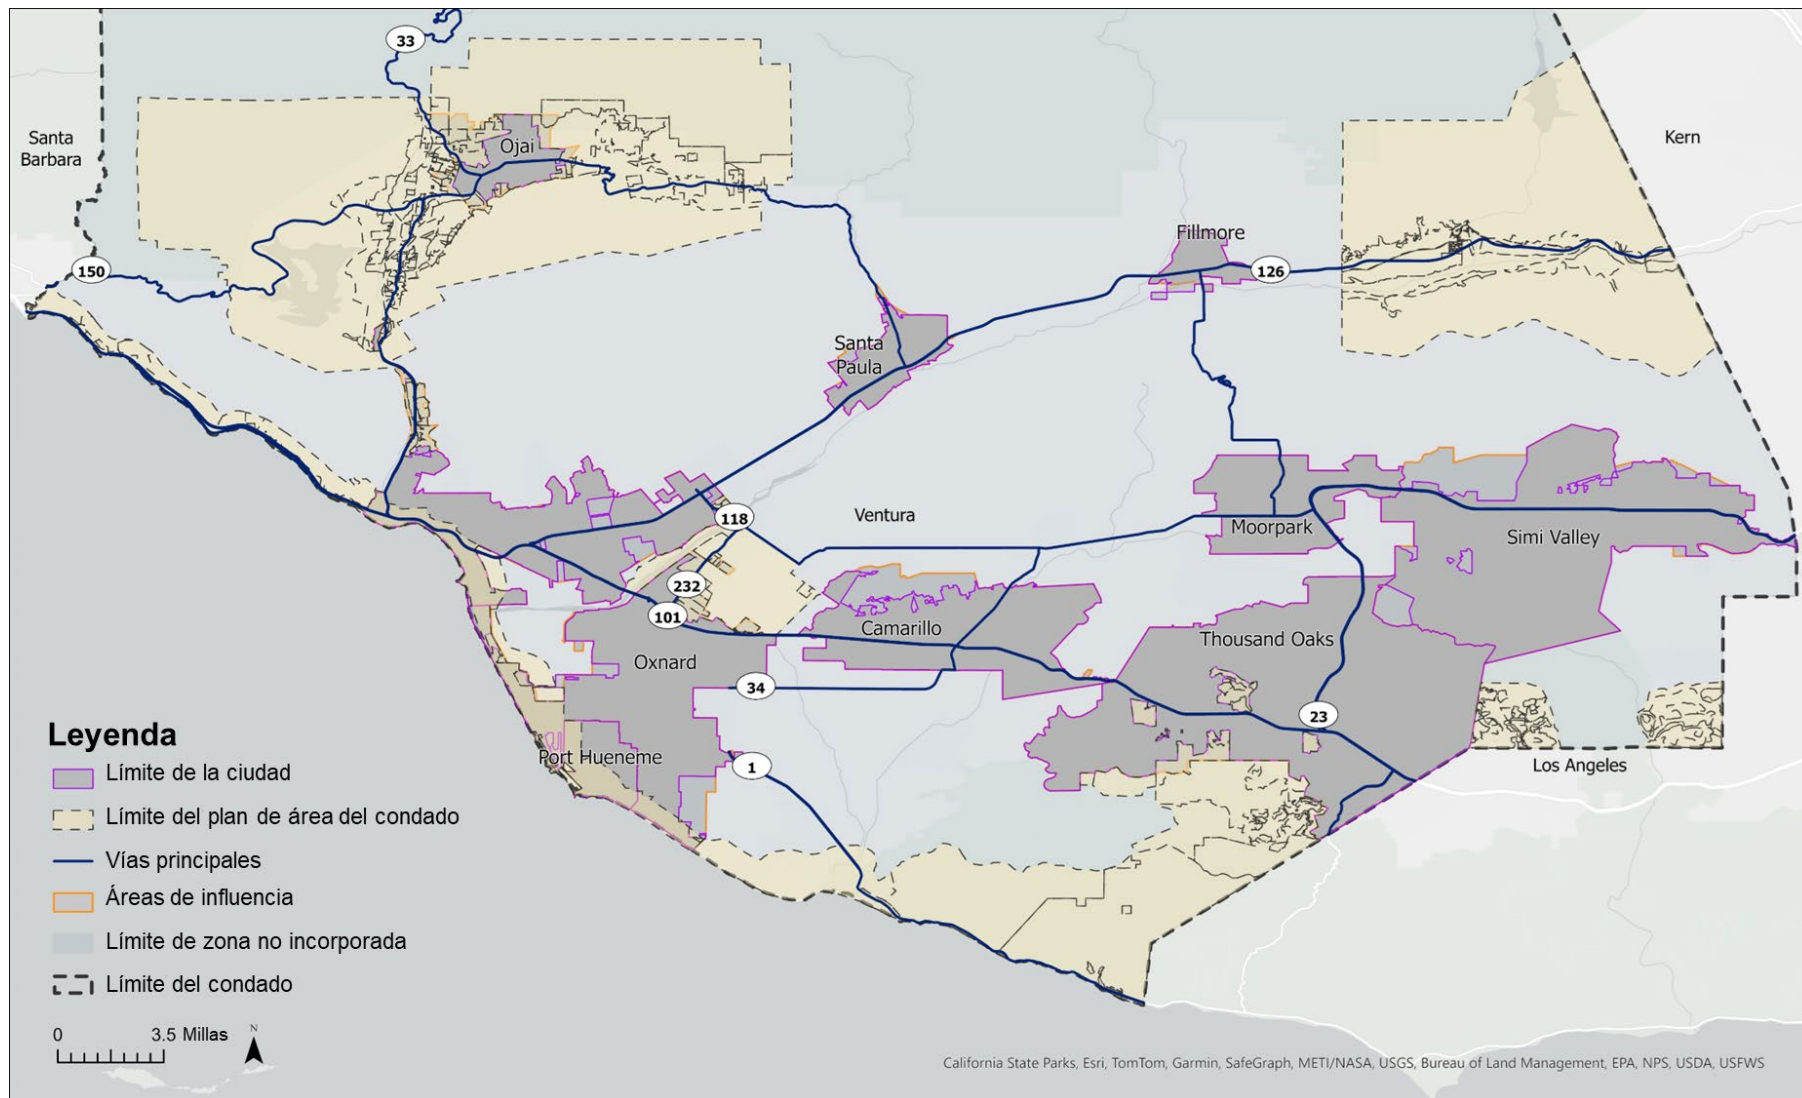 33
Santa
Barbara
Ojai
Kern
150
Fillmore
126
Santa
Paula
118
Ventura
Moorpark
Simi Valley
232
101
Camarillo
Thousand Oaks
Oxnard
34
23
Port Hueneme
1
Los Angeles
Leyenda
Límite de la ciudad
Límite del plan de área del condado
Vías principales
Áreas de influencia
Límite de zona no incorporada
Límite del condado
0 3.5 Millas
N
California State Parks, Esri, TomTom, Garmin, SafeGraph, METI/NASA, USGS, Bureau of Land Management, EPA, NPS, USDA, USFWS